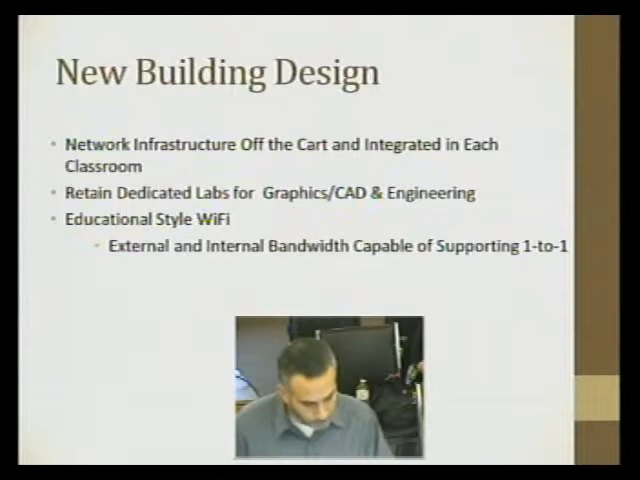 New Building Design
Network Infrastructure Off the Cart and Integrated in Each
Classroom
Retain Dedicated Labs for Graphics/CAD & Engineering
Educational Style WiFi
External and Internal Bandwidth Capable of Supporting 1-to-1